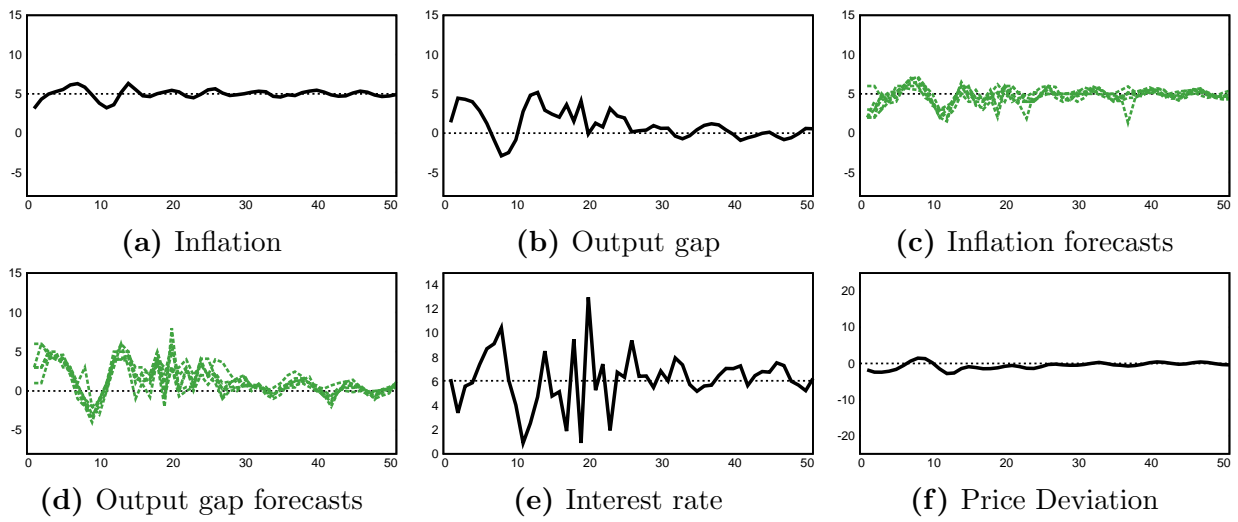 15 15 15
10 10 10
5 5 5
0 0 0
-5 -5 -5
0 10 20 30 40 50 0 10 20 30 40 50 0 10 20 30 40 50
(a) Inflation (b) Output gap (c) Inflation forecasts
15 14 20
10 12 10
5 10 0
0 8 -10
-5 6 -20
4
2
0
0 10 20 30 40 50 0 10 20 30 40 50 0 10 20 30 40 50
(d) Output gap forecasts (e) Interest rate (f) Price Deviation